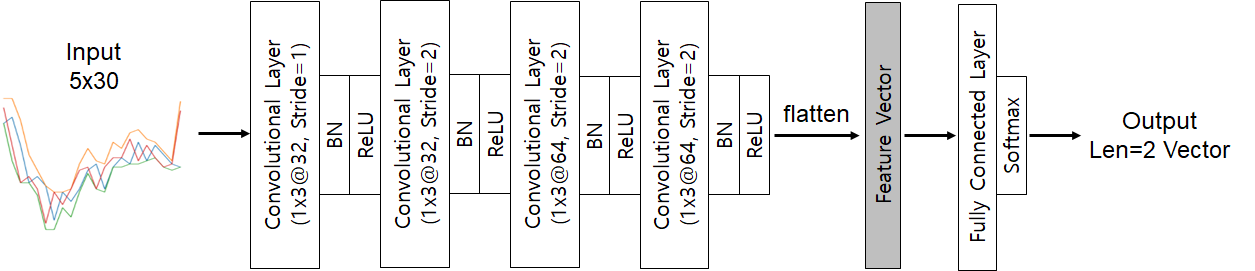 Input
5x30
Convolutional Layer
(1x3@32, Stride=1)
BN
ReLU
Convolutional Layer
(1x3@32, Stride=2)
BN
ReLU
Convolutional Layer
(1x3@64, Stride=2)
BN
ReLU
Convolutional Layer
(1x3@64, Stride=2)
BN
ReLU
flatten
Feature Vector
Fully Connected Layer
Softmax
Output
Len=2 Vector